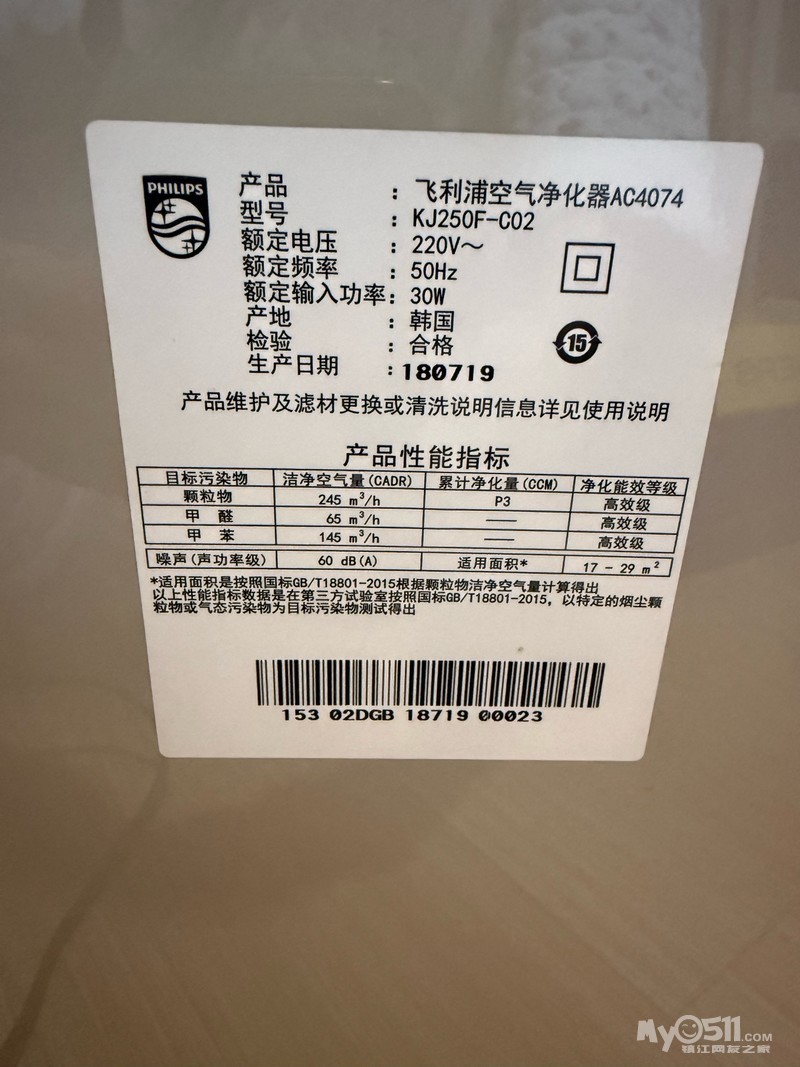 PHILIPS
产品 : 飞利浦空气净化器AC4074
型号 : KJ250F-C02
额定电压 : 220V～
额定频率 : 50Hz
额定输入功率: 30W
产地 : 韩国
检验 : 合格
生产日期 : 180719
15
产品维护及滤材更换或清洗说明信息详见使用说明
产品性能指标
目标污染物 洁净空气量(CADR) 累计净化量(CCM) 净化能效等级
颗粒物 245 m³/h P3 高效级
甲 醛 65 m³/h —— 高效级
甲 苯 145 m³/h —— 高效级
噪声(声功率级) 60 dB(A) 适用面积* 17 - 29 m²
*适用面积是按照国标GB/T18801-2015根据颗粒物洁净空气量计算得出
以上性能指标数据是在第三方试验室按照国标GB/T18801-2015, 以特定的烟尘颗
粒物或气态污染物为目标污染物测试得出
153 02DGB 18719 00023
My0511.COM
镇江网友之家